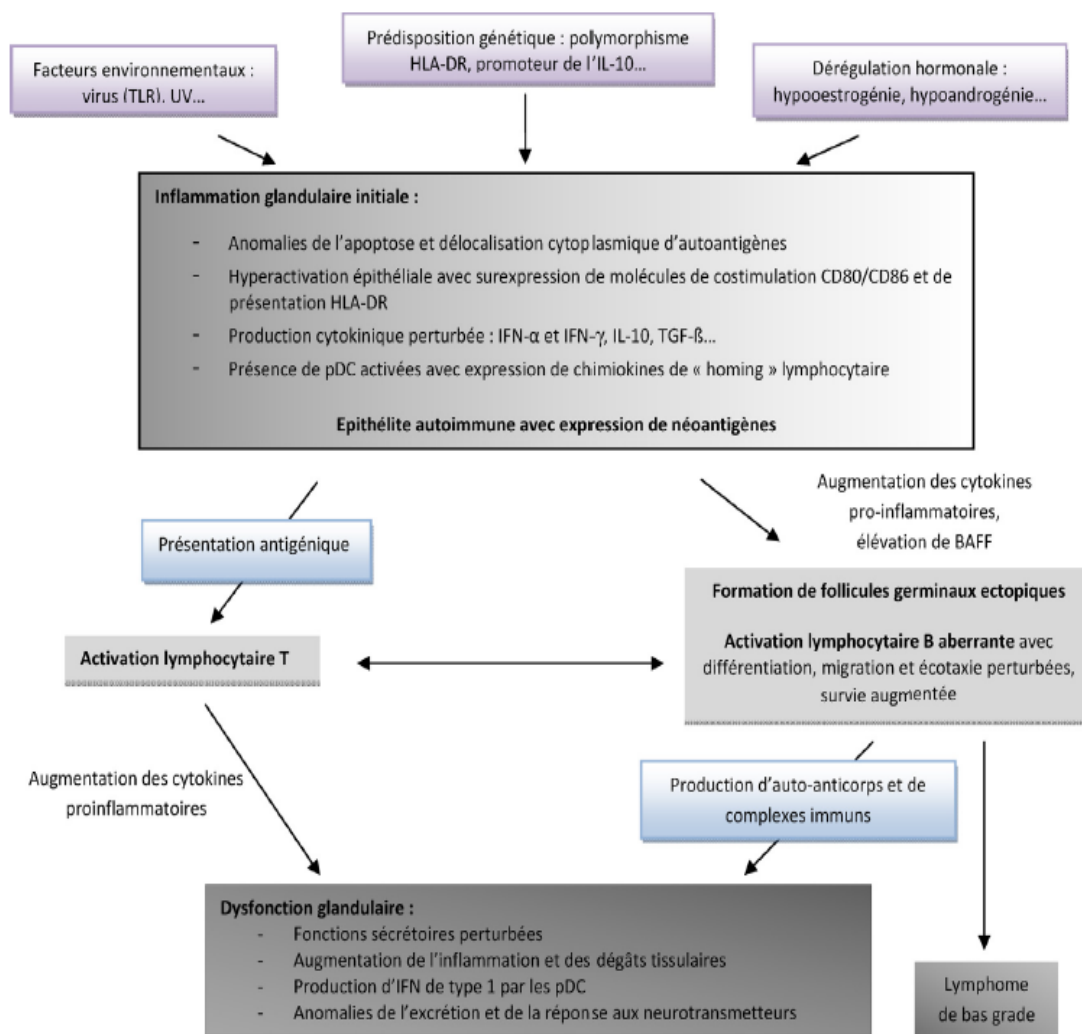 Facteurs environnementaux :
virus (TLR), UV...
Prédisposition génétique : polymorphisme
HLA-DR, promoteur de l'IL-10...
Dérégulation hormonale :
hypooestrogénie, hypoandrogénie...
Inflammation glandulaire initiale :
- Anomalies de l'apoptose et délocalisation cytoplasmique d'autoantigènes
- Hyperactivation épithéliale avec surexpression de molécules de costimulation CD80/CD86 et de
présentation HLA-DR
- Production cytokinique perturbée : IFN-α et IFN-γ, IL-10, TGF-ß...
- Présence de pDC activées avec expression de chimiokines de « homing » lymphocytaire
Epithélite autoimmune avec expression de néoantigènes
Présentation antigénique
Augmentation des cytokines
pro-inflammatoires,
élévation de BAFF
Activation lymphocytaire T
Formation de follicules germinaux ectopiques
Activation lymphocytaire B aberrante avec
différentiation, migration et écotaxie perturbées,
survie augmentée
Augmentation des cytokines
proinflammatoires
Production d'auto-anticorps et de
complexes immuns
Dysfonction glandulaire :
- Fonctions sécrétoires perturbées
- Augmentation de l'inflammation et des dégâts tissulaires
- Production d'IFN de type 1 par les pDC
- Anomalies de l'excrétion et de la réponse aux neurotransmetteurs
Lymphome
de bas grade